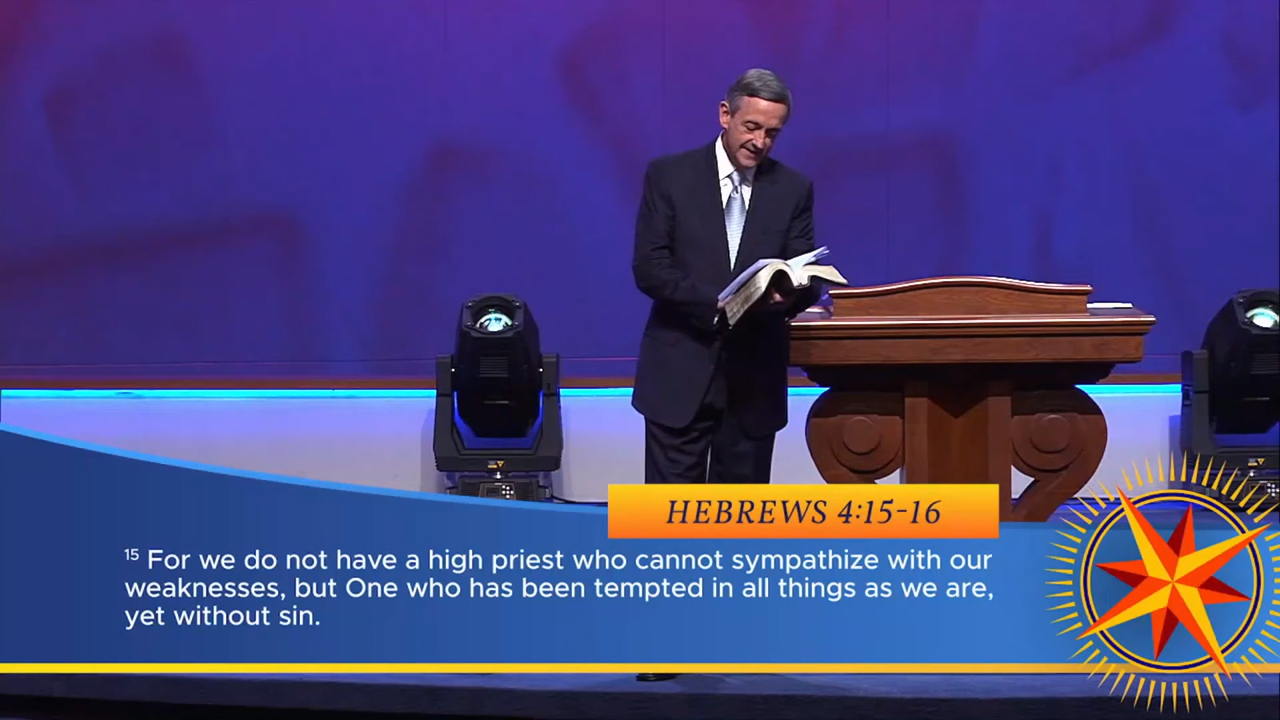 HEBREWS 4:15-16
¹⁵ For we do not have a high priest who cannot sympathize with our
weaknesses, but One who has been tempted in all things as we are,
yet without sin.